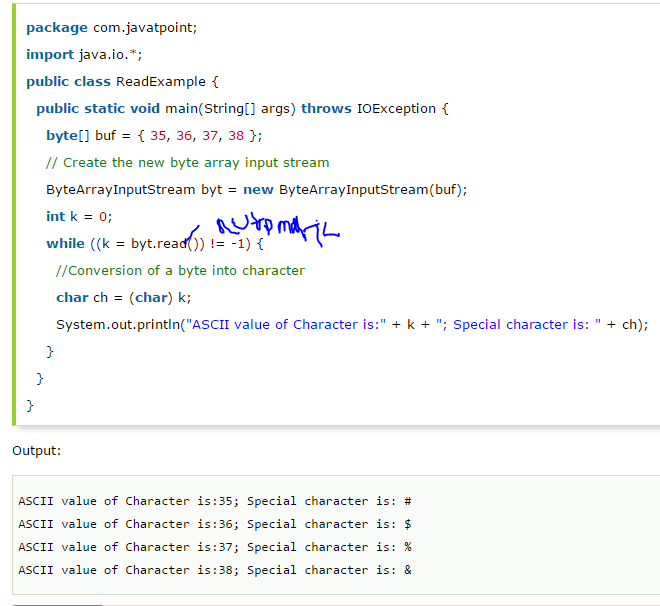 package com.javatpoint;
import java.io.*;
public class ReadExample {
public static void main(String[] args) throws IOException {
byte[] buf = { 35, 36, 37, 38 };
// Create the new byte array input stream
ByteArrayInputStream byt = new ByteArrayInputStream(buf);
int k = 0;
automatic
while ((k = byt.read()) != -1) {
//Conversion of a byte into character
char ch = (char) k;
System.out.println("ASCII value of Character is:" + k + "; Special character is: " + ch);
}
}
}
Output:
ASCII value of Character is:35; Special character is: #
ASCII value of Character is:36; Special character is: $
ASCII value of Character is:37; Special character is: %
ASCII value of Character is:38; Special character is: &